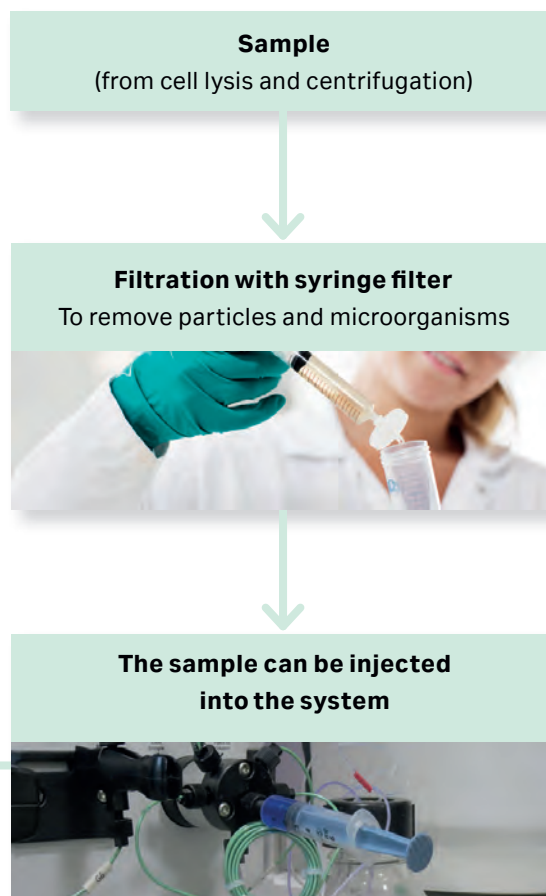 Sample
(from cell lysis and centrifugation)
Filtration with syringe filter
To remove particles and microorganisms
The sample can be injected
into the system